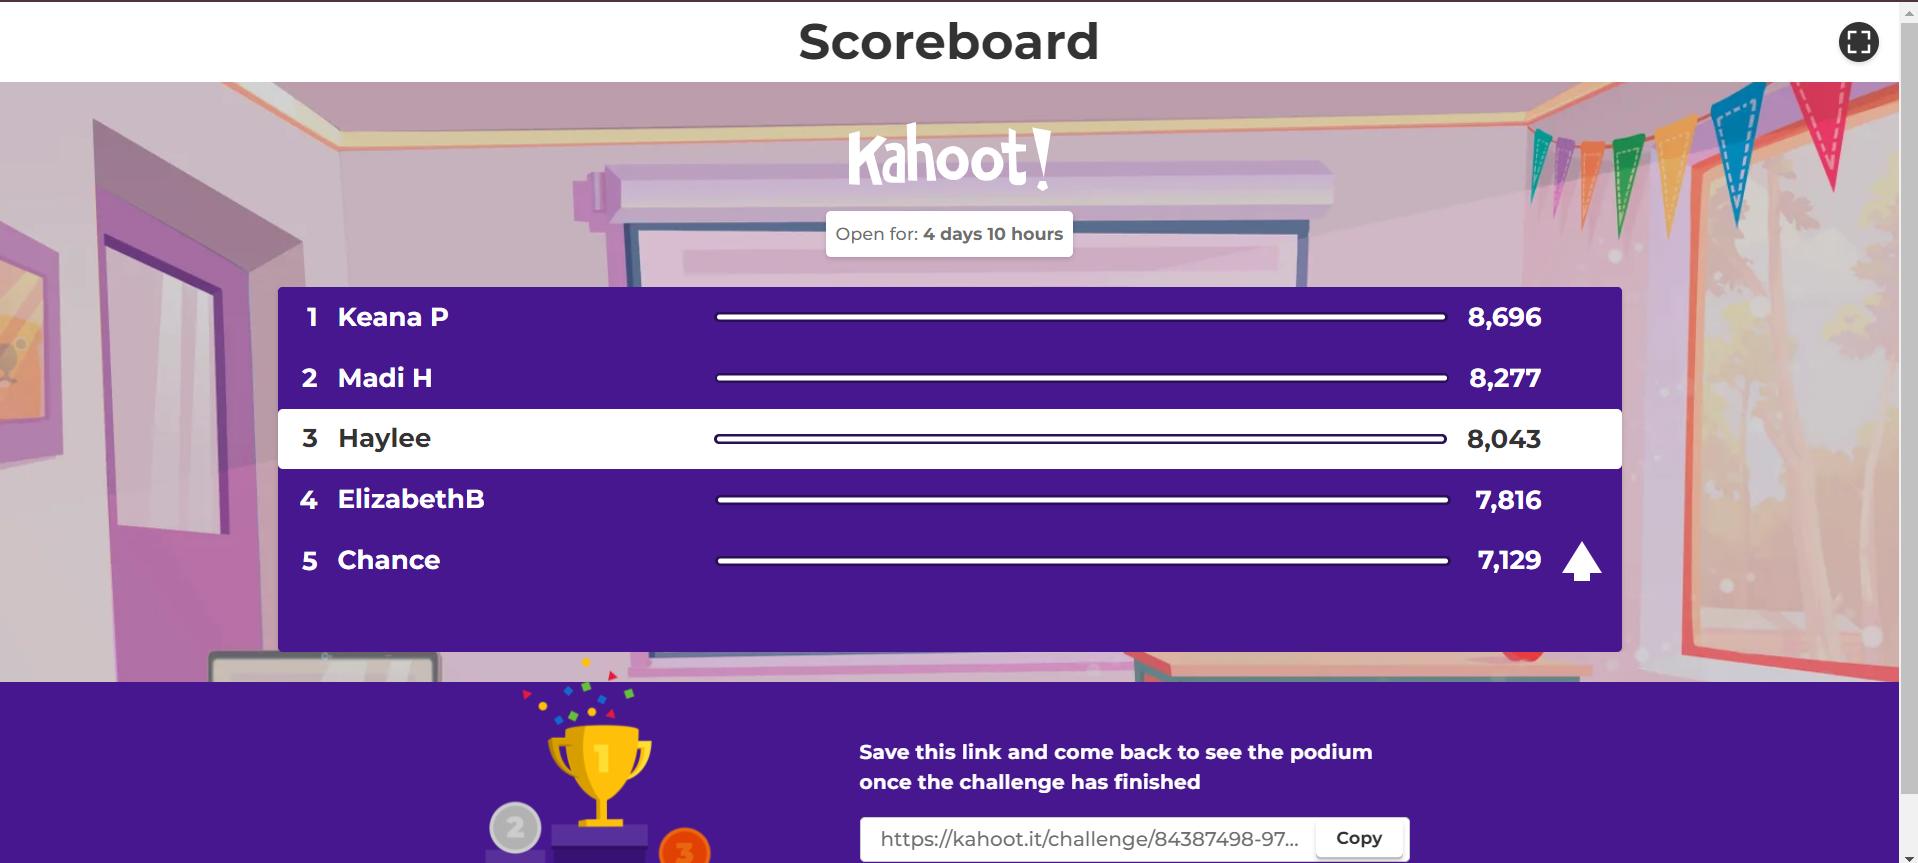 Scoreboard
Kahoot!
Open for: 4 days 10 hours
1 Keana P 8,696
2 Madi H 8,277
3 Haylee 8,043
4 ElizabethB 7,816
5 Chance 7,129
1
2
3
Save this link and come back to see the podium
once the challenge has finished
https://kahoot.it/challenge/84387498-97... Copy